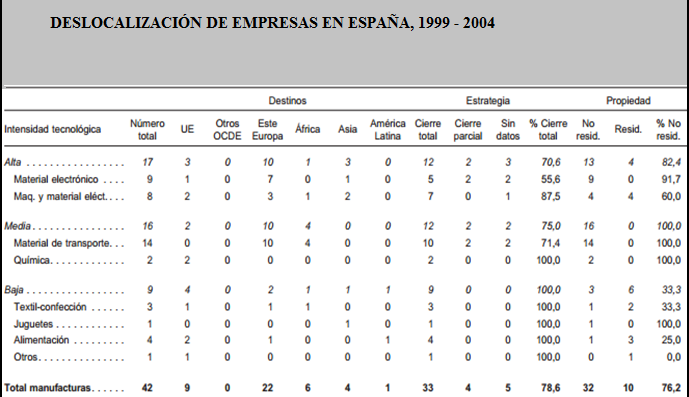 DESLOCALIZACIÓN DE EMPRESAS EN ESPAÑA, 1999 - 2004
Destinos Estrategia Propiedad
Intensidad tecnológica Número total UE Otros OCDE Este Europa África Asia América Latina Cierre total Cierre parcial Sin datos % Cierre total No resid. Resid. % No resid.
Alta . . . . . . . . . . . . . . . . . 17 3 0 10 1 3 0 12 2 3 70,6 13 4 82,4
Material electrónico . . . . 9 1 0 7 0 1 0 5 2 2 55,6 9 0 91,7
Maq. y material eléct. . . . 8 2 0 3 1 2 0 7 0 1 87,5 4 4 60,0
Media. . . . . . . . . . . . . . . . 16 2 0 10 4 0 0 12 2 2 75,0 16 0 100,0
Material de transporte. . . 14 0 0 10 4 0 0 10 2 2 71,4 14 0 100,0
Química. . . . . . . . . . . . . 2 2 0 0 0 0 0 2 0 0 100,0 2 0 100,0
Baja. . . . . . . . . . . . . . . . . 9 4 0 2 1 1 1 9 0 0 100,0 3 6 33,3
Textil-confección . . . . . . 3 1 0 1 1 0 0 3 0 0 100,0 1 2 33,3
Juguetes . . . . . . . . . . . . 1 0 0 0 0 1 0 1 0 0 100,0 1 0 100,0
Alimentación . . . . . . . . . 4 2 0 1 0 0 1 4 0 0 100,0 1 3 25,0
Otros. . . . . . . . . . . . . . . 1 1 0 0 0 0 0 1 0 0 100,0 0 1 0,0
Total manufacturas. . . . . . 42 9 0 22 6 4 1 33 4 5 78,6 32 10 76,2